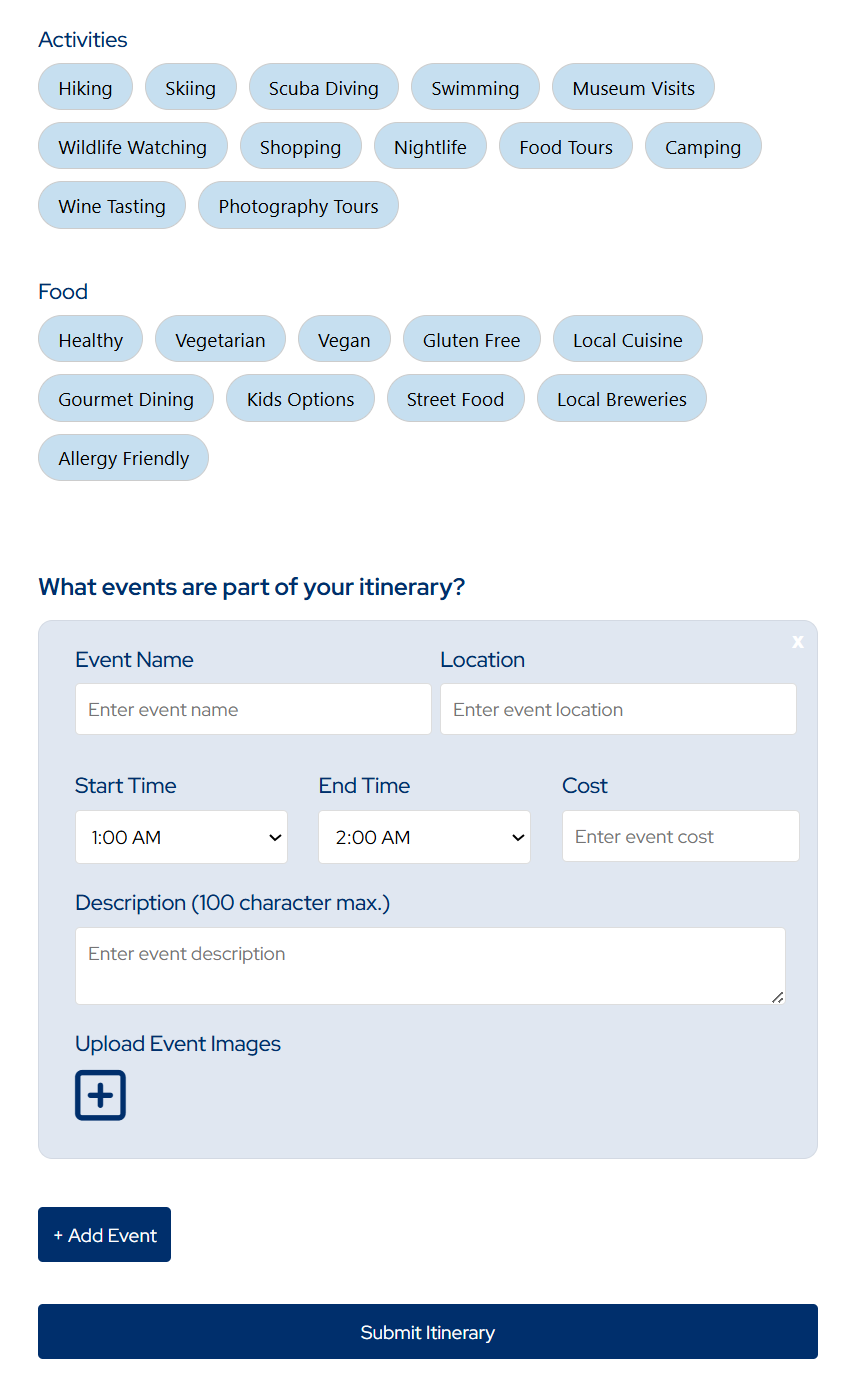 Activities
Hiking Skiing Scuba Diving Swimming Museum Visits
Wildlife Watching Shopping Nightlife Food Tours Camping
Wine Tasting Photography Tours
Food
Healthy Vegetarian Vegan Gluten Free Local Cuisine
Gourmet Dining Kids Options Street Food Local Breweries
Allergy Friendly
What events are part of your itinerary?
x
Event Name Location
Enter event name Enter event location
Start Time End Time Cost
1:00 AM 2:00 AM Enter event cost
Description (100 character max.)
Enter event description
Upload Event Images
+ Add Event
Submit Itinerary